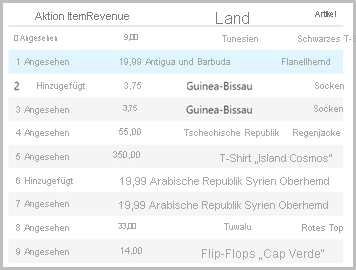 Aktion ItemRevenue Land Artikel
0 Angesehen 9,00 Tunesien Schwarzes T-S
1 Angesehen 19,99 Antigua und Barbuda Flanellhemd
2 Hinzugefügt 3,75 Guinea-Bissau Socken
3 Angesehen 3,75 Guinea-Bissau Socken
4 Angesehen 55,00 Tschechische Republik Regenjacke
5 Angesehen 350,00 T-Shirt „Island Cosmos“
6 Hinzugefügt 19,99 Arabische Republik Syrien Oberhemd
7 Angesehen 19,99 Arabische Republik Syrien Oberhemd
8 Angesehen 33,00 Tuwalu Rotes Top
9 Angesehen 14,00 Flip-Flops „Cap Verde“